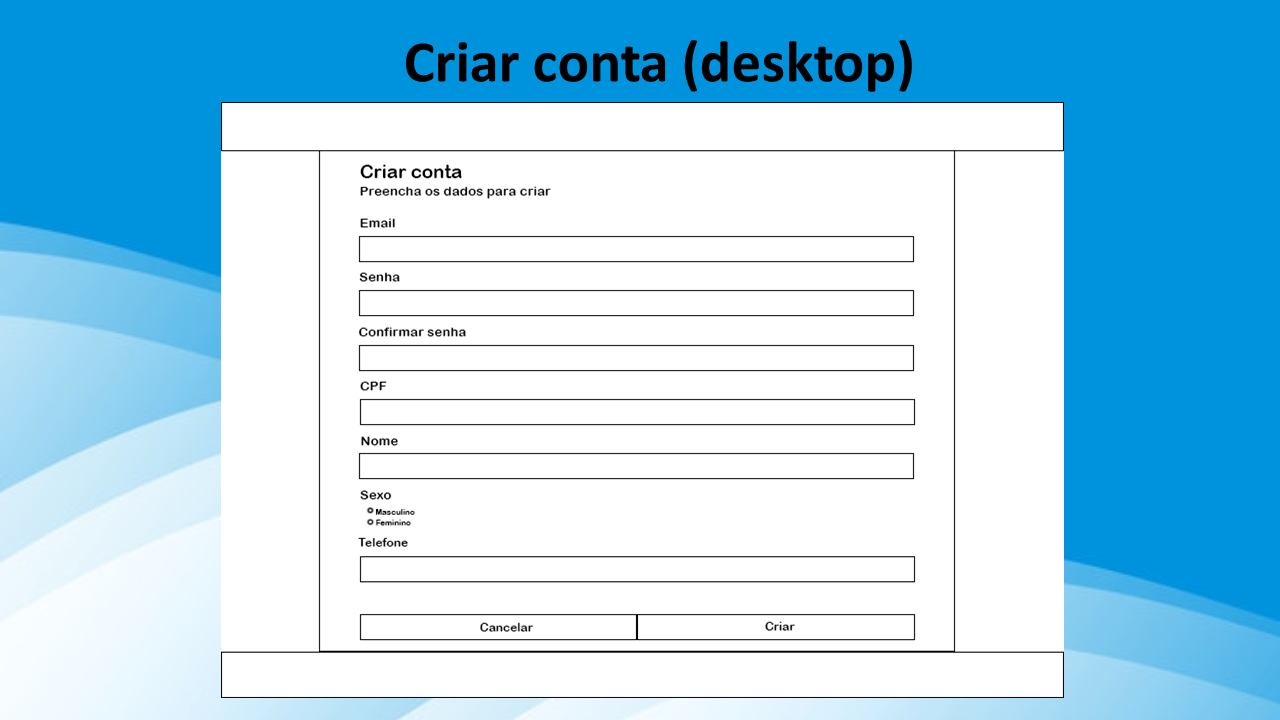 Criar conta (desktop)
Criar conta
Preencha os dados para criar
Email
Senha
Confirmar senha
CPF
Nome
Sexo
Masculino
Feminino
Telefone
Cancelar Criar